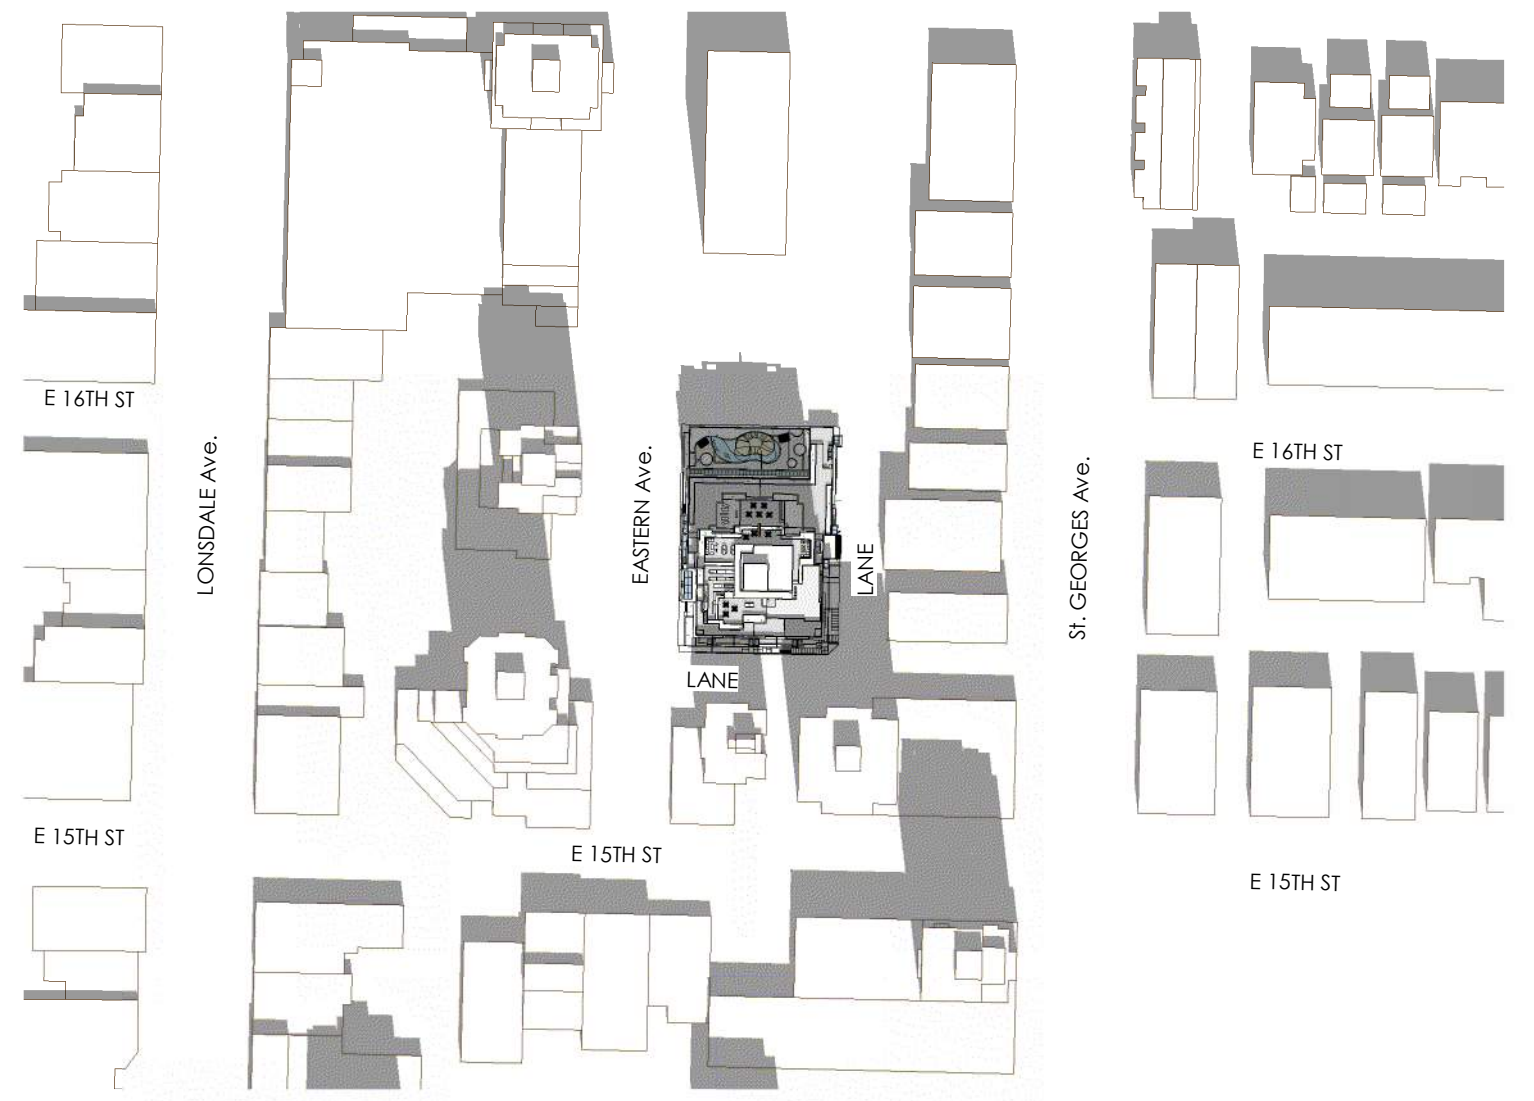 E 16TH ST
LONSDALE Ave.
EASTERN Ave.
LANE
St. GEORGES Ave.
E 16TH ST
LANE
E 15TH ST
E 15TH ST
E 15TH ST